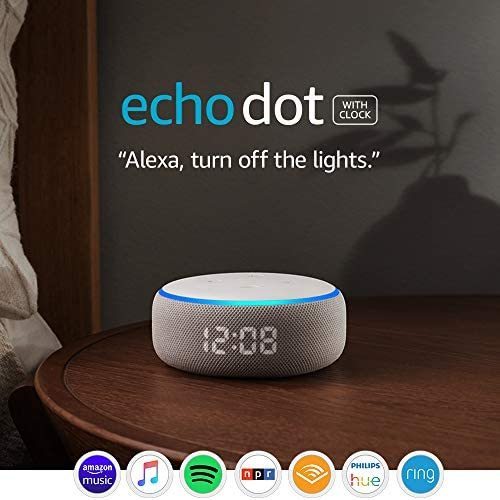 echo dot WITH CLOCK
“Alexa, turn off the lights.”
12:08
amazon music
npr
PHILIPS hue
ring